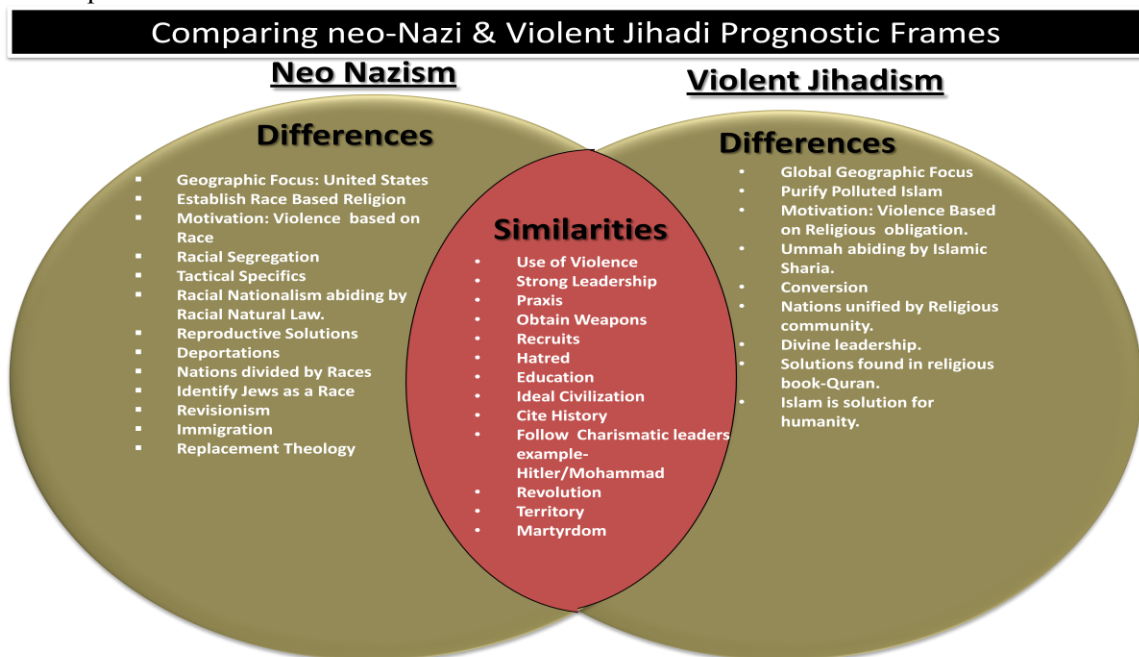 Comparing neo-Nazi & Violent Jihadi Prognostic Frames
Neo Nazism
Differences
▪ Geographic Focus: United States
▪ Establish Race Based Religion
▪ Motivation: Violence based on
Race
▪ Racial Segregation
▪ Tactical Specifics
▪ Racial Nationalism abiding by
Racial Natural Law.
▪ Reproductive Solutions
▪ Deportations
▪ Nations divided by Races
▪ Identify Jews as a Race
▪ Revisionism
▪ Immigration
▪ Replacement Theology
Similarities
• Use of Violence
• Strong Leadership
• Praxis
• Obtain Weapons
• Recruits
• Hatred
• Education
• Ideal Civilization
• Cite History
• Follow Charismatic leaders
example-
Hitler/Mohammad
• Revolution
• Territory
• Martyrdom
Violent Jihadism
Differences
• Global Geographic Focus
• Purify Polluted Islam
• Motivation: Violence Based
on Religious obligation.
• Ummah abiding by Islamic
Sharia.
• Conversion
• Nations unified by Religious
community.
• Divine leadership.
• Solutions found in religious
book-Quran.
• Islam is solution for
humanity.